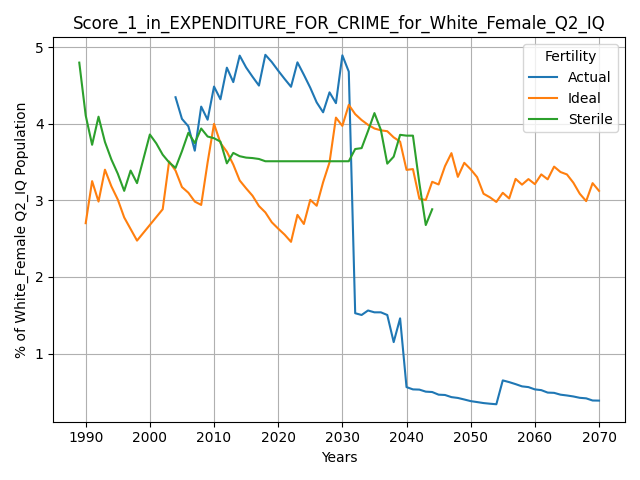 Score_1_in_EXPENDITURE_FOR_CRIME_for_White_Female_Q2_IQ
Fertility
Actual
Ideal
Sterile
% of White_Female Q2_IQ Population
5
4
3
2
1
1990 2000 2010 2020 2030 2040 2050 2060 2070
Years